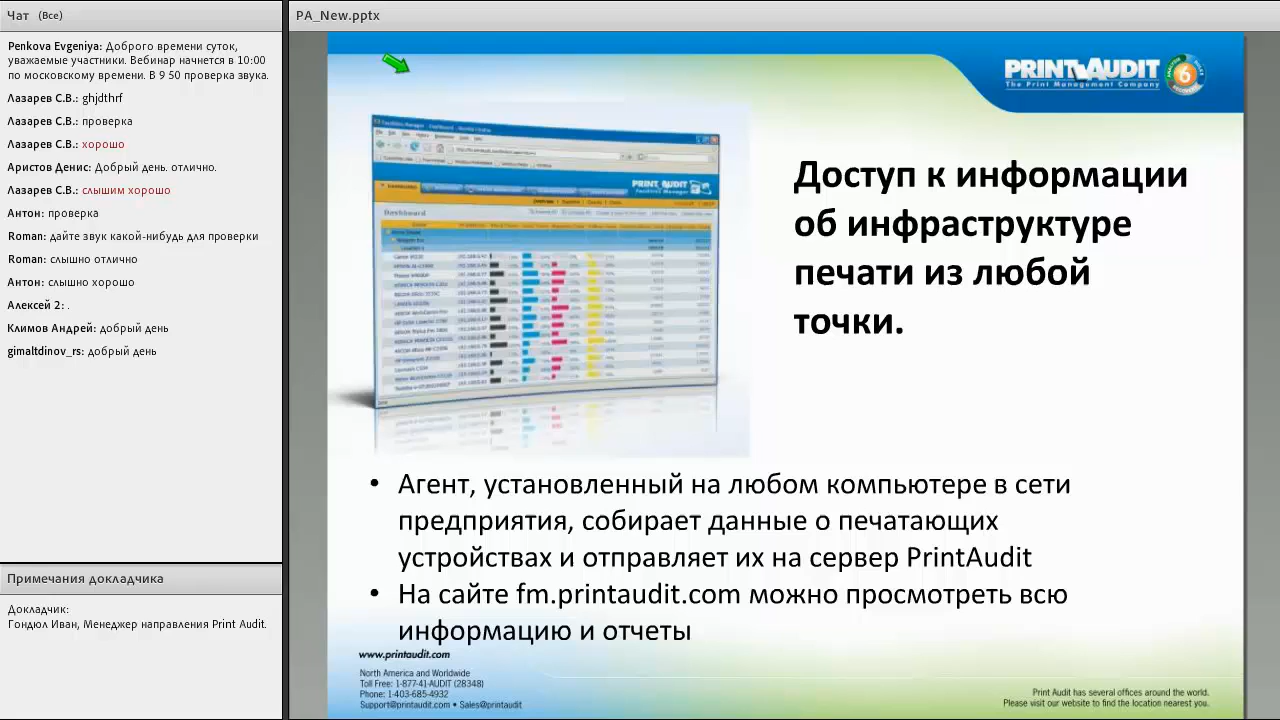 Чат (Все)
Penkova Evgeniya: Доброго времени суток,
уважаемые участники. Вебинар начнется в 10:00
по московскому времени. В 9 50 проверка звука.
Лазарев С.В.: ghjdthrf
Лазарев С.В.: проверка
Лазарев С.В.: хорошо
Аристов Денис: Добрый день. отлично.
Лазарев С.В.: слышим хорошо
Антон: проверка
Roman: дайте звук какой нибудь для проверки
Roman: слышно отлично
Антон: слышно хорошо
Алексей 2: +
Климов Андрей: добрый день
gimaltdinov_rs: добрый день
Примечания докладчика
Докладчик:
Гондюл Иван, Менеджер направления Print Audit.
PA_New.pptx
PRINT AUDIT 6
The Print Management Company
PRINT AUDIT
Facilities Manager
Dashboard
Доступ к информации
об инфраструктуре
печати из любой
точки.
• Агент, установленный на любом компьютере в сети
предприятия, собирает данные о печатающих
устройствах и отправляет их на сервер PrintAudit
• На сайте fm.printaudit.com можно просмотреть всю
информацию и отчеты
www.printaudit.com
North America and Worldwide
Toll Free: 1-877-41-AUDIT (28348)
Phone: 1-403-685-4932
Support@printaudit.com • Sales@printaudit
Print Audit has several offices around the world.
Please visit our website to find the location nearest you.